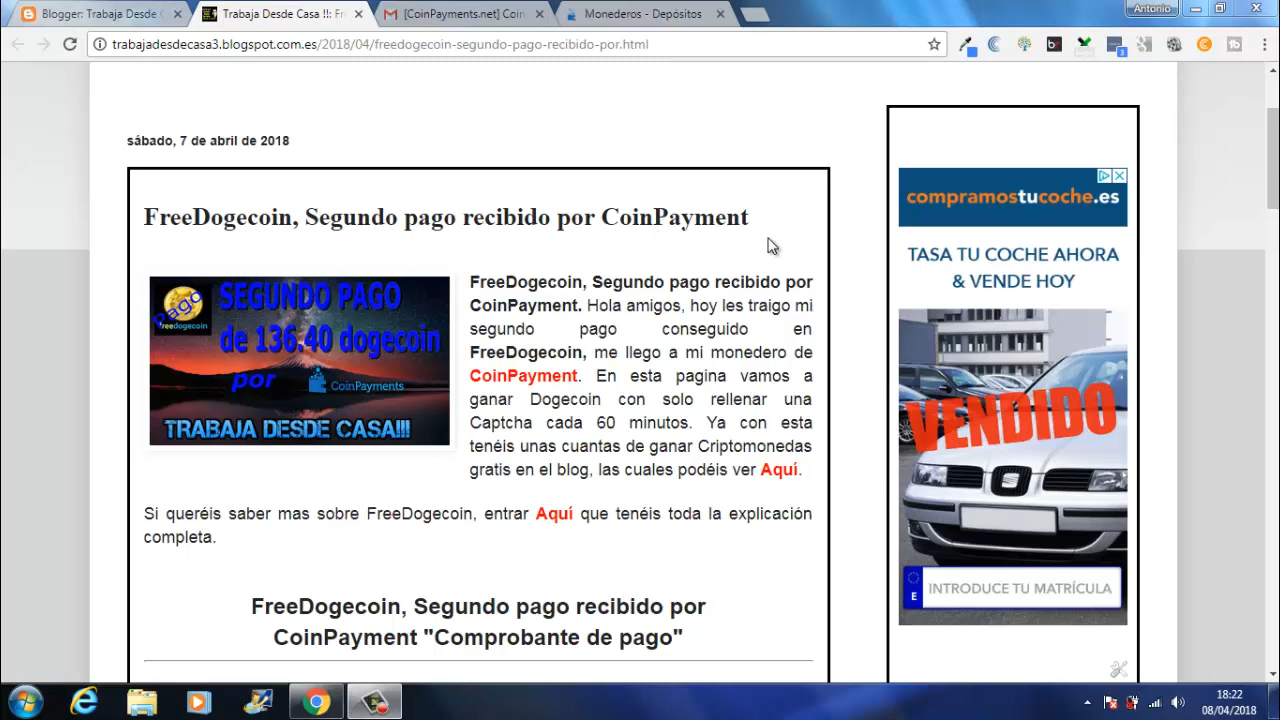 Blogger: Trabaja Desde C
Trabaja Desde Casa !!!: Fr
[CoinPayments.net] Coin
Monederos - Depósitos
Antonio
trabajadesdecasa3.blogspot.com.es/2018/04/freedogecoin-segundo-pago-recibido-por.html
sábado, 7 de abril de 2018
FreeDogecoin, Segundo pago recibido por CoinPayment
Pago
freedogecoin
SEGUNDO PAGO
de 136.40 dogecoin
por
CoinPayments
TRABAJA DESDE CASA!!!
FreeDogecoin, Segundo pago recibido por
CoinPayment. Hola amigos, hoy les traigo mi
segundo pago conseguido en
FreeDogecoin, me llego a mi monedero de
CoinPayment. En esta pagina vamos a
ganar Dogecoin con solo rellenar una
Captcha cada 60 minutos. Ya con esta
tenéis unas cuantas de ganar Criptomonedas
gratis en el blog, las cuales podéis ver Aquí.
Si queréis saber mas sobre FreeDogecoin, entrar Aquí que tenéis toda la explicación
completa.
FreeDogecoin, Segundo pago recibido por
CoinPayment "Comprobante de pago"
compramostucoche.es
TASA TU COCHE AHORA
& VENDE HOY
VENDIDO
E
INTRODUCE TU MATRÍCULA
18:22
08/04/2018